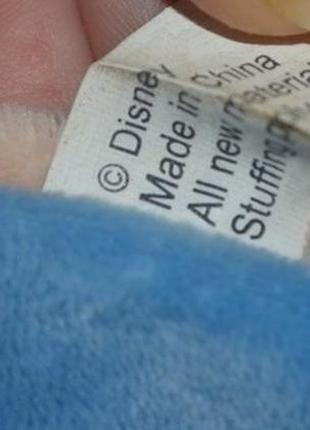 © Disney
Made in China
All new material
Stuffing